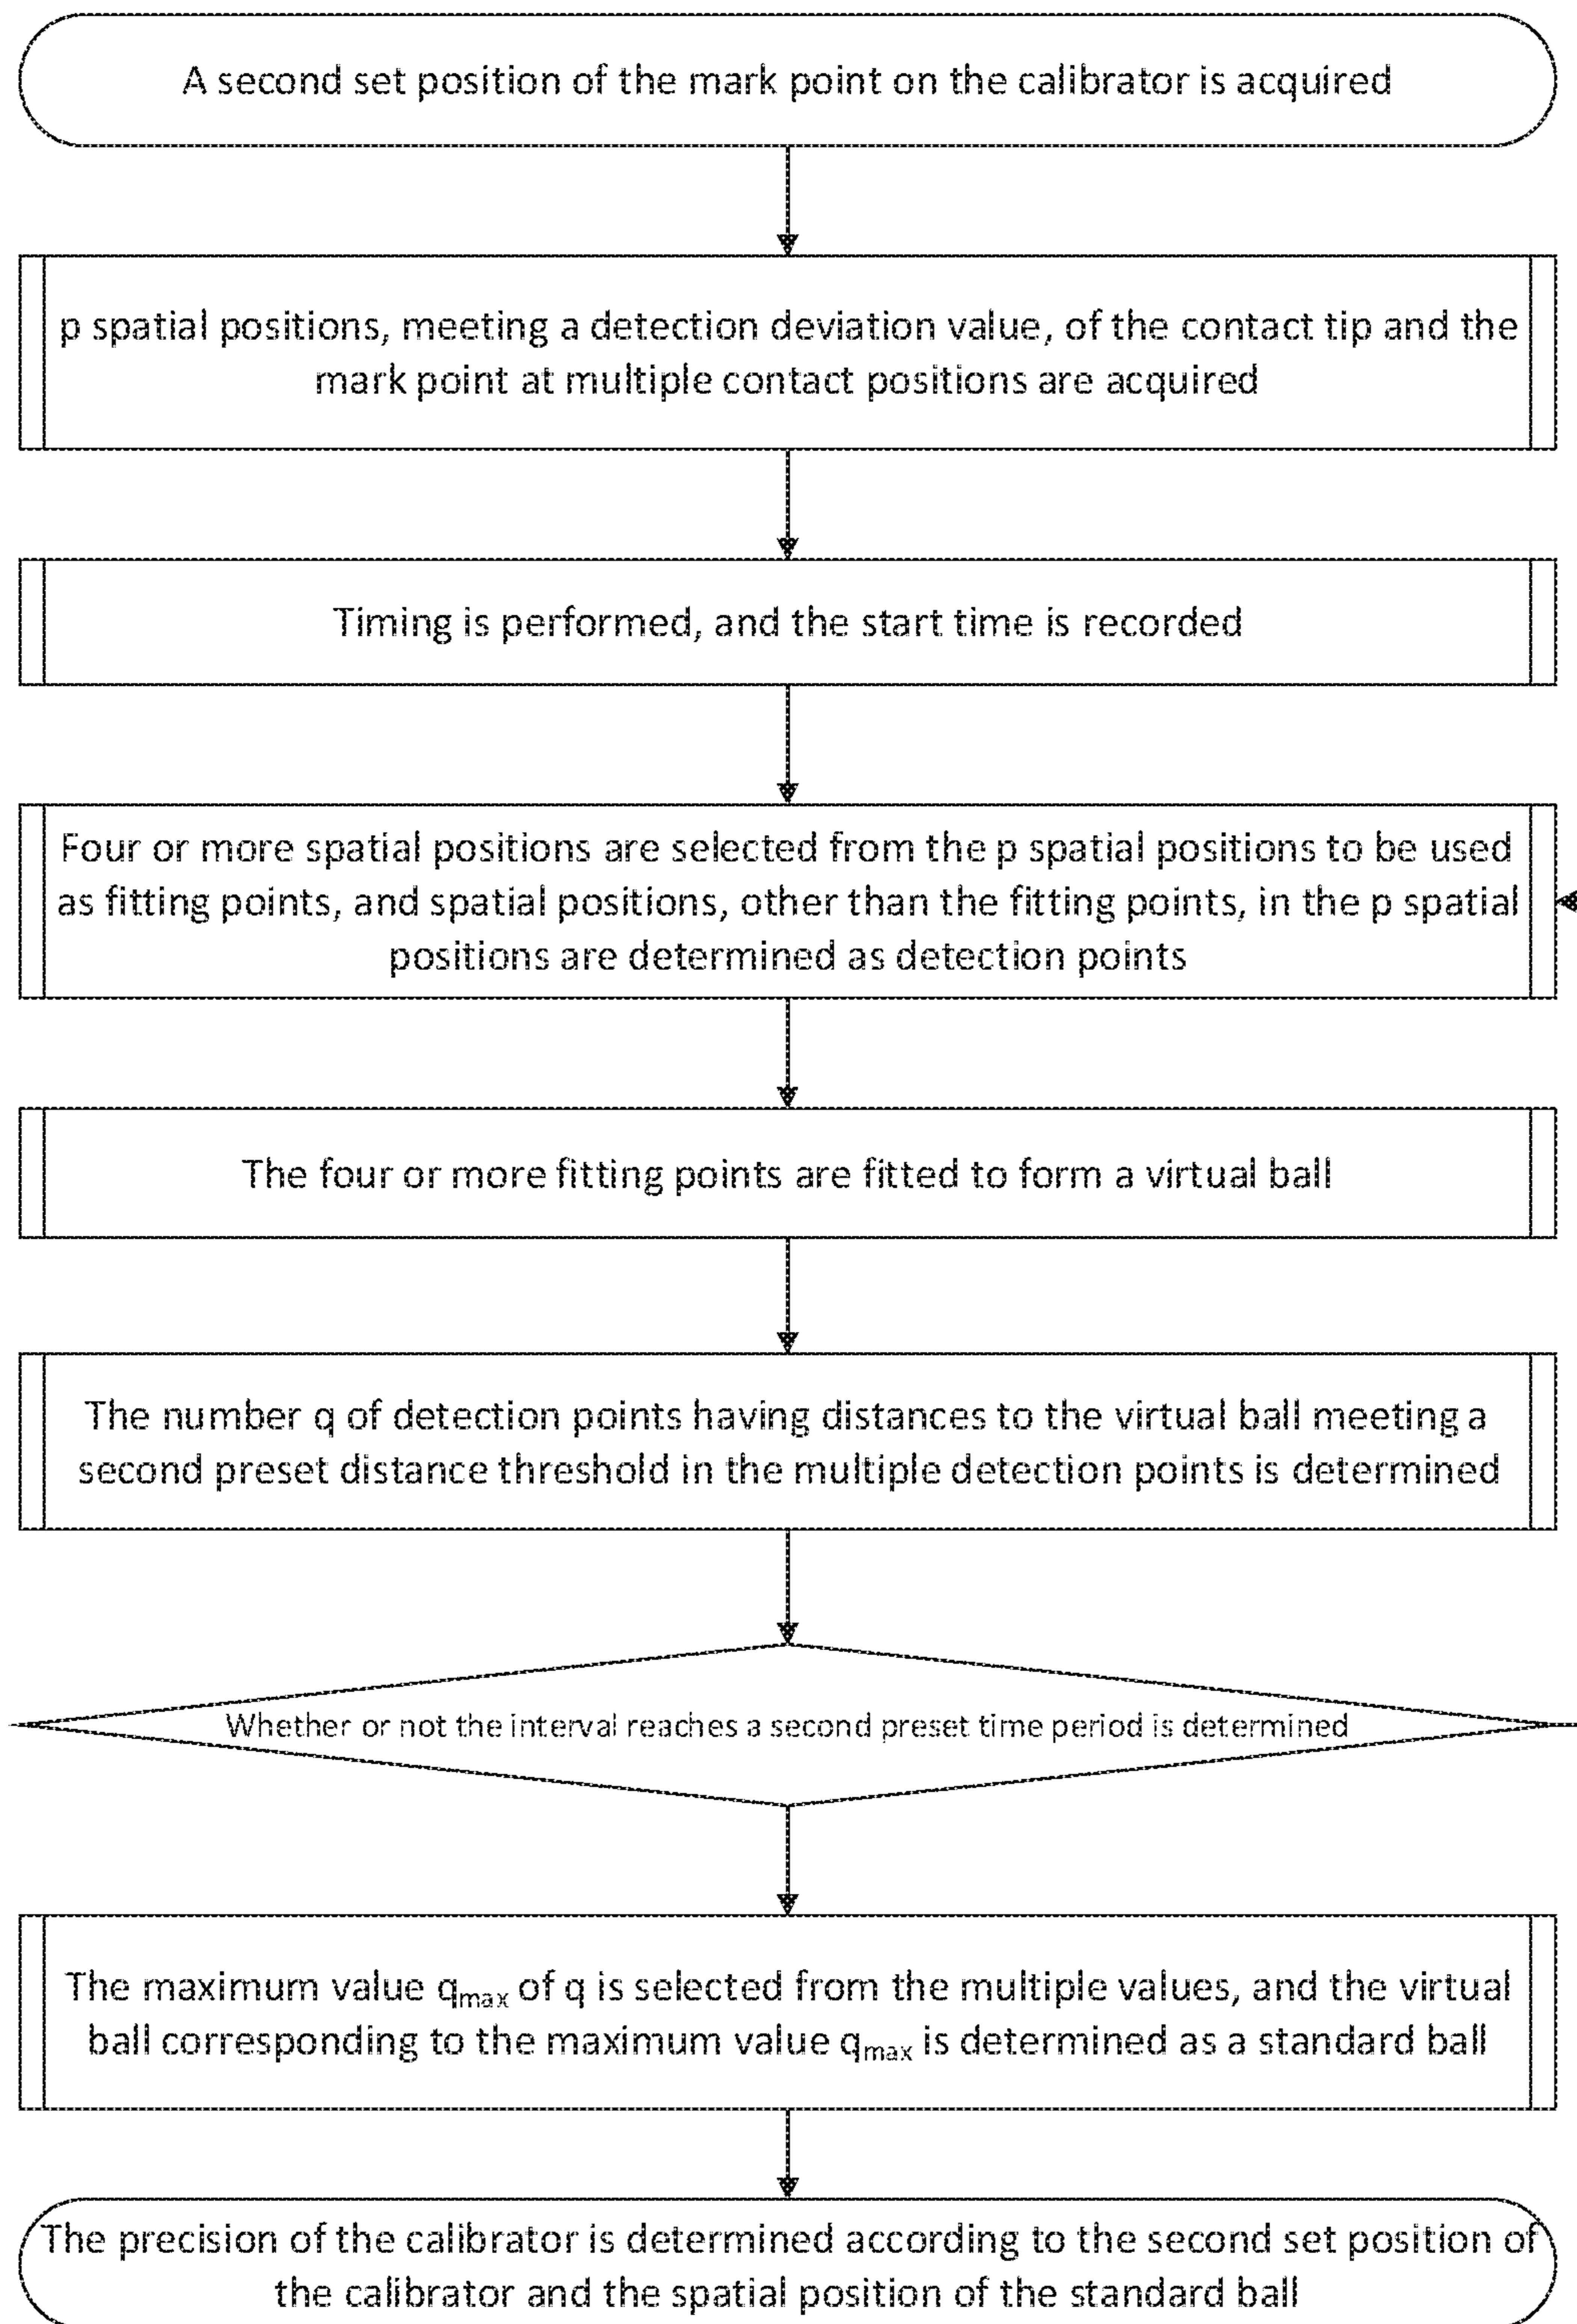 A second set position of the mark point on the calibrator is acquired
p spatial positions, meeting a detection deviation value, of the contact tip and the
mark point at multiple contact positions are acquired
Timing is performed, and the start time is recorded
Four or more spatial positions are selected from the p spatial positions to be used
as fitting points, and spatial positions, other than the fitting points, in the p spatial
positions are determined as detection points
The four or more fitting points are fitted to form a virtual ball
The number q of detection points having distances to the virtual ball meeting a
second preset distance threshold in the multiple detection points is determined
Whether or not the interval reaches a second preset time period is determined
The maximum value qmax of q is selected from the multiple values, and the virtual
ball corresponding to the maximum value qmax is determined as a standard ball
The precision of the calibrator is determined according to the second set position of
the calibrator and the spatial position of the standard ball